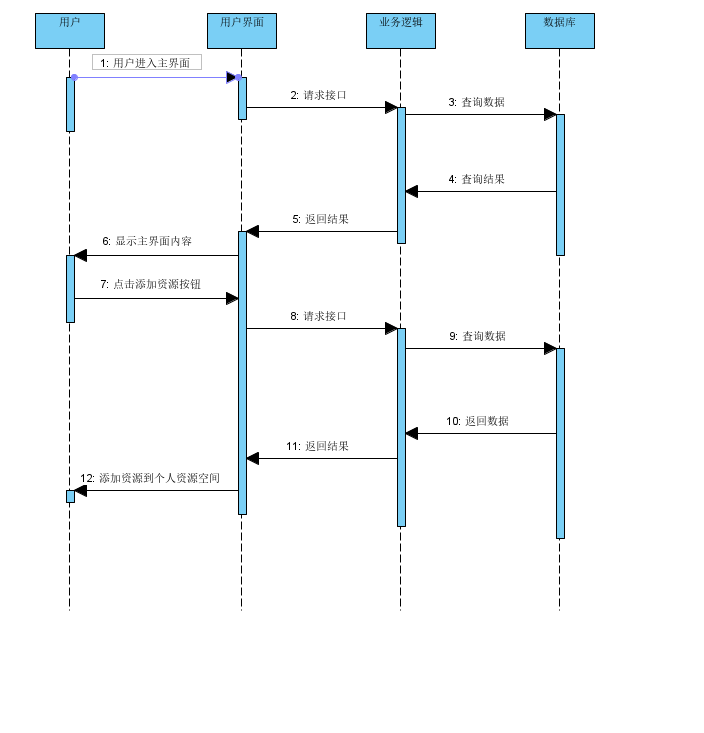 用户
用户界面
业务逻辑
数据库
1: 用户进入主界面
2: 请求接口
3: 查询数据
4: 查询结果
5: 返回结果
6: 显示主界面内容
7: 点击添加资源按钮
8: 请求接口
9: 查询数据
10: 返回数据
11: 返回结果
12: 添加资源到个人资源空间